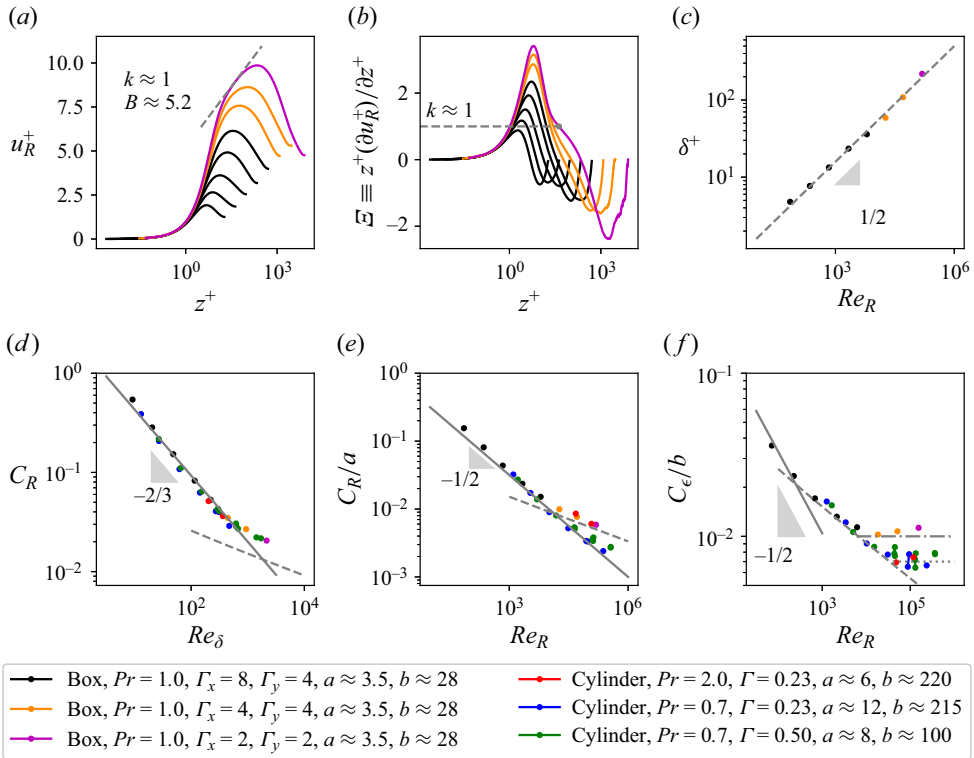 (a)
(b)
(c)
10.0
7.5
5.0
2.5
0
k ≈ 1
B ≈ 5.2
u_R^+
10^0
10^3
z^+
2
0
−2
k ≈ 1
Ξ ≡ z^+(∂u_R^+)/∂z^+
10^0
10^3
z^+
10^2
10^1
δ^+
1/2
10^3
10^6
Re_R
(d)
(e)
(f)
10^0
10^−1
10^−2
C_R
−2/3
10^2
10^4
Re_δ
10^0
10^−1
10^−2
10^−3
C_R/a
−1/2
10^3
10^6
Re_R
10^−1
10^−2
C_ϵ/b
−1/2
10^3
10^5
Re_R
Box, Pr = 1.0, Γ_x = 8, Γ_y = 4, a ≈ 3.5, b ≈ 28
Box, Pr = 1.0, Γ_x = 4, Γ_y = 4, a ≈ 3.5, b ≈ 28
Box, Pr = 1.0, Γ_x = 2, Γ_y = 2, a ≈ 3.5, b ≈ 28
Cylinder, Pr = 2.0, Γ = 0.23, a ≈ 6, b ≈ 220
Cylinder, Pr = 0.7, Γ = 0.23, a ≈ 12, b ≈ 215
Cylinder, Pr = 0.7, Γ = 0.50, a ≈ 8, b ≈ 100